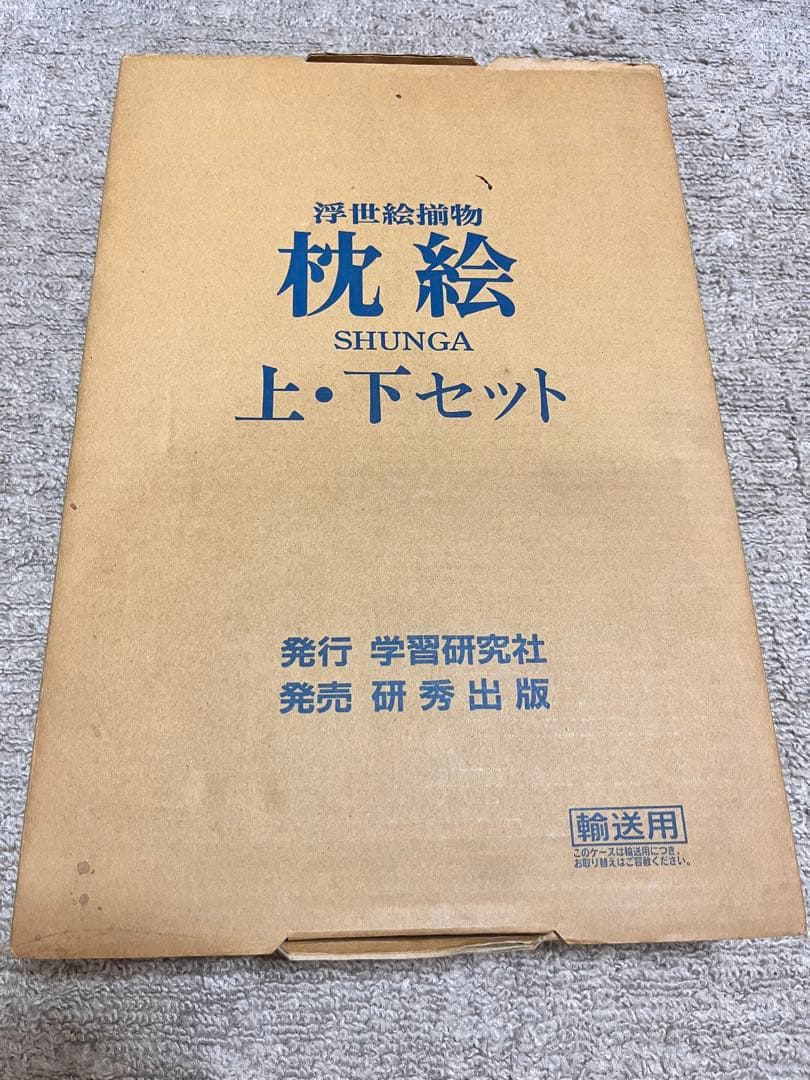 浮世絵揃物
枕絵
SHUNGA
上・下セット
発行 学習研究社
発売 研秀出版
輸送用
このケースは輸送用につき、
お取り替えはご容赦ください。